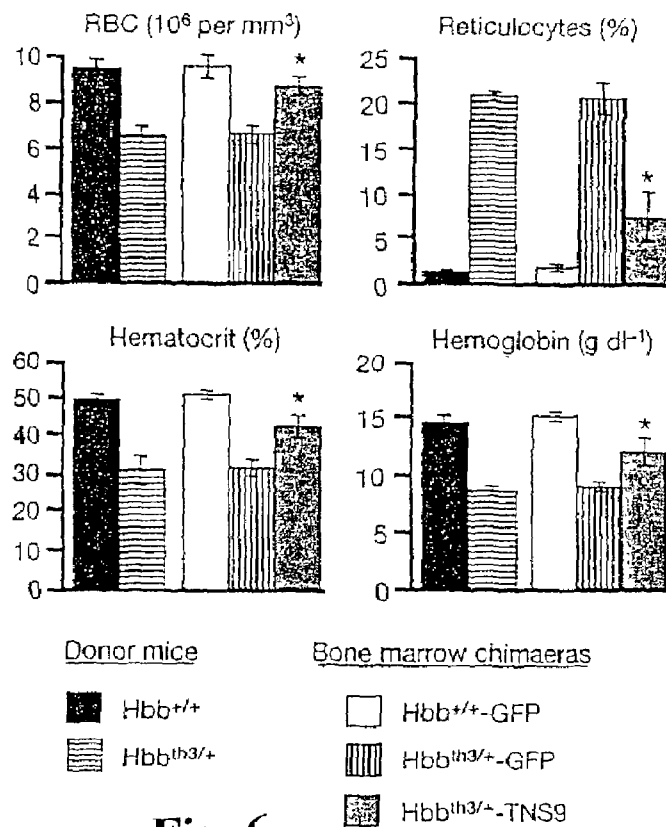 RBC (10⁶ per mm³)
10
8
6
4
2
0
*
Reticulocytes (%)
25
20
15
10
5
0
*
Hematocrit (%)
60
50
40
30
20
10
0
*
Hemoglobin (g dl⁻¹)
20
15
10
5
0
*
Donor mice
Hbb⁺/⁺
Hbbᵗʰ³/⁺
Bone marrow chimaeras
Hbb⁺/⁺-GFP
Hbbᵗʰ³/⁺-GFP
Hbbᵗʰ³/⁺-TNS9